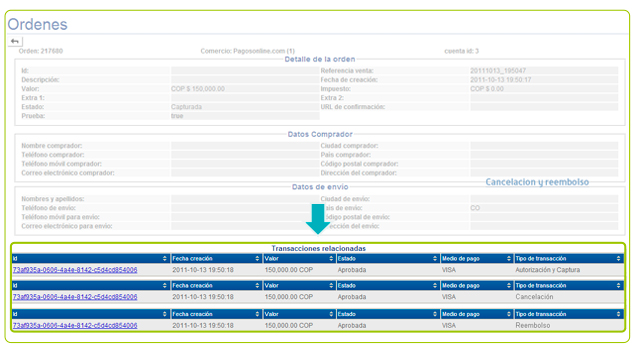 Ordenes
Orden: 217680 Comercio: Pagosonline.com (1) cuenta id: 3
Detalle de la orden
Id: Referencia venta: 20111013_195047
Descripción: Fecha de creación: 2011-10-13 19:50:17
Valor: COP $ 150,000.00 Impuesto: COP $ 0.00
Extra 1: Extra 2:
Estado: Capturada URL de confirmación:
Prueba: true
Datos Comprador
Nombre comprador: Ciudad comprador:
Teléfono comprador: Pais comprador:
Teléfono móvil comprador: Código postal comprador:
Correo electrónico comprador: Dirección del comprador:
Cancelacion y reembolso
Datos de envío
Nombres y apellidos: Ciudad de envío:
Teléfono de envío: País de envío: CO
Teléfono móvil para envío: Código postal de envío:
Correo electrónico para envío: Dirección del envío:
Transacciones relacionadas
Id Fecha creación Valor Estado Medio de pago Tipo de transacción
73af935a-0606-4a4e-8142-c5d4cd854006 2011-10-13 19:50:18 150,000.00 COP Aprobada VISA Autorización y Captura
Id Fecha creación Valor Estado Medio de pago Tipo de transacción
73af935a-0606-4a4e-8142-c5d4cd854006 2011-10-13 19:50:18 150,000.00 COP Aprobada VISA Cancelación
Id Fecha creación Valor Estado Medio de pago Tipo de transacción
73af935a-0606-4a4e-8142-c5d4cd854006 2011-10-13 19:50:18 150,000.00 COP Aprobada VISA Reembolso